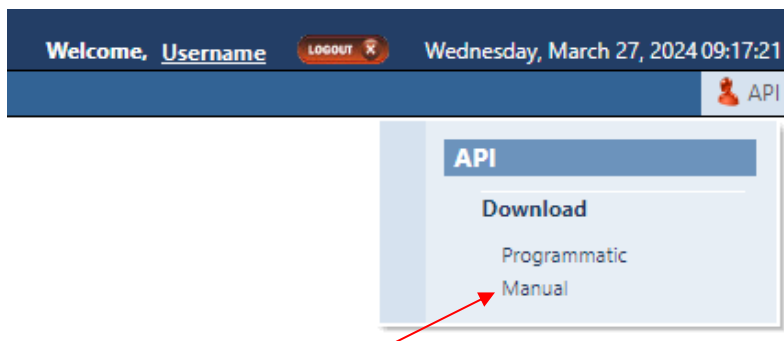 Welcome, Username LOGOUT X Wednesday, March 27, 2024 09:17:21
API
API
Download
Programmatic
Manual